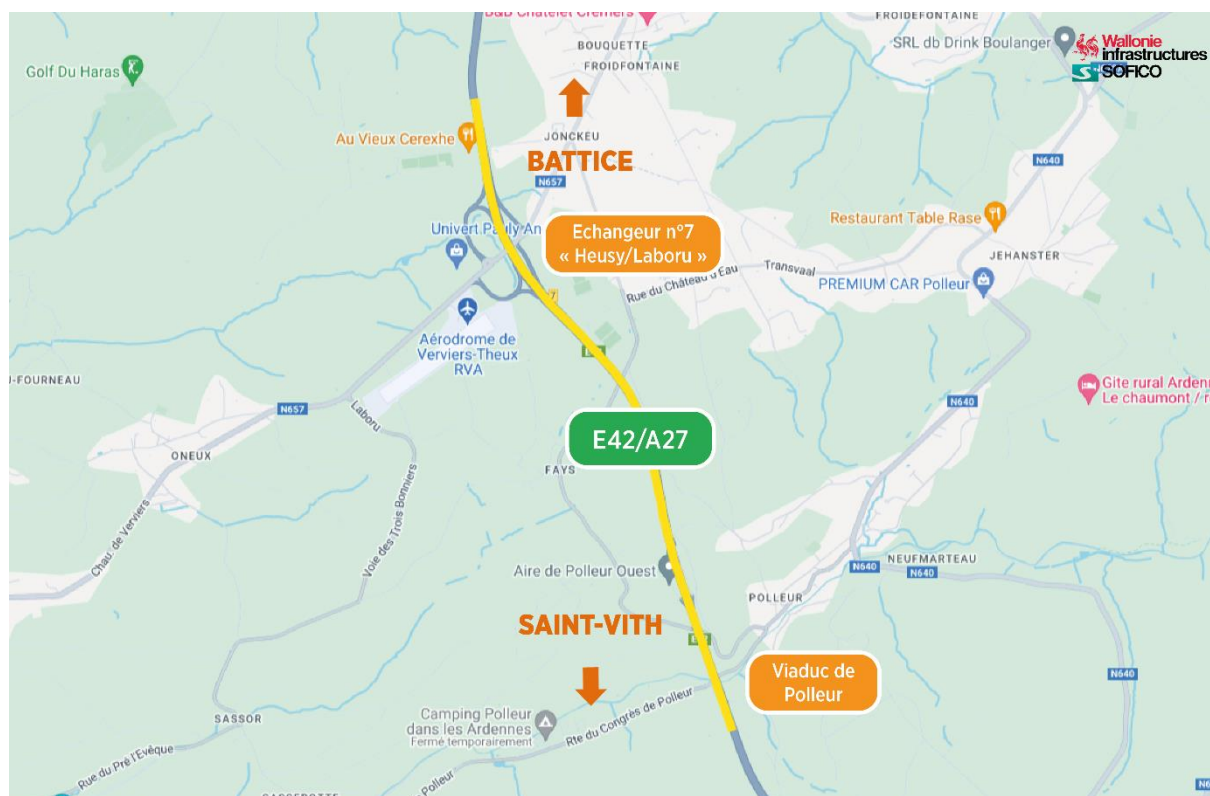 B&B Châtelet Crémers
FROIDEFONTAINE
BOUQUETTE
FROIDFONTAINE
SRL db Drink Boulanger
Wallonie
infrastructures
SOFICO
Golf Du Haras
Au Vieux Cerexhe
JONCKEU
BATTICE
N657
N640
Univert Pauly An
Echangeur n°7
« Heusy/Laboru »
Restaurant Table Rase
JEHANSTER
Rue du Château d'Eau
Transvaal
PREMIUM CAR Polleur
7
Aérodrome de
Verviers-Theux
RVA
U-FOURNEAU
N657
Laboru
Gite rural Ardenn
Le chaumont / r
N640
E42/A27
ONEUX
FAYS
Chau. de Verviers
Voie des Trois Bonniers
Aire de Polleur Ouest
NEUFMARTEAU
N640
N640
POLLEUR
SAINT-VITH
Viaduc de
Polleur
N640
SASSOR
Camping Polleur
dans les Ardennes
Fermé temporairement
Rte du Congrès de Polleur
Rue du Pré l'Evêque
Polleur
SASSEROTTE